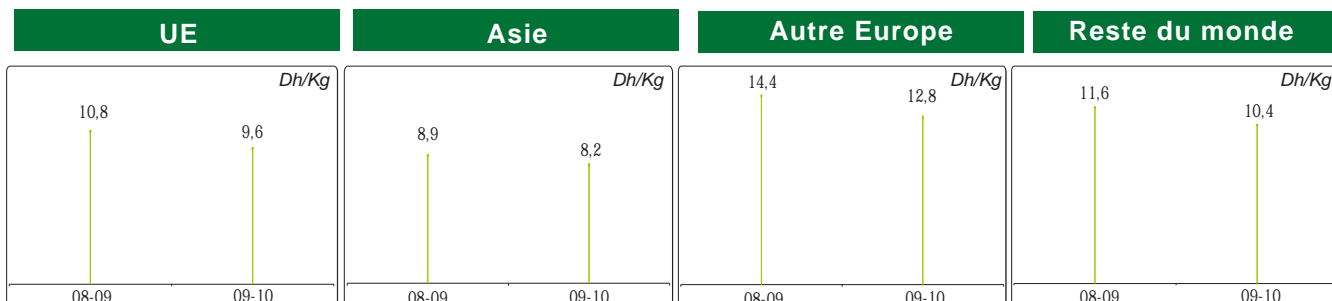 UE
Dh/Kg
10,8
9,6
08-09 09-10
Asie
Dh/Kg
8,9
8,2
08-09 09-10
Autre Europe
Dh/Kg
14,4
12,8
08-09 09-10
Reste du monde
Dh/Kg
11,6
10,4
08-09 09-10